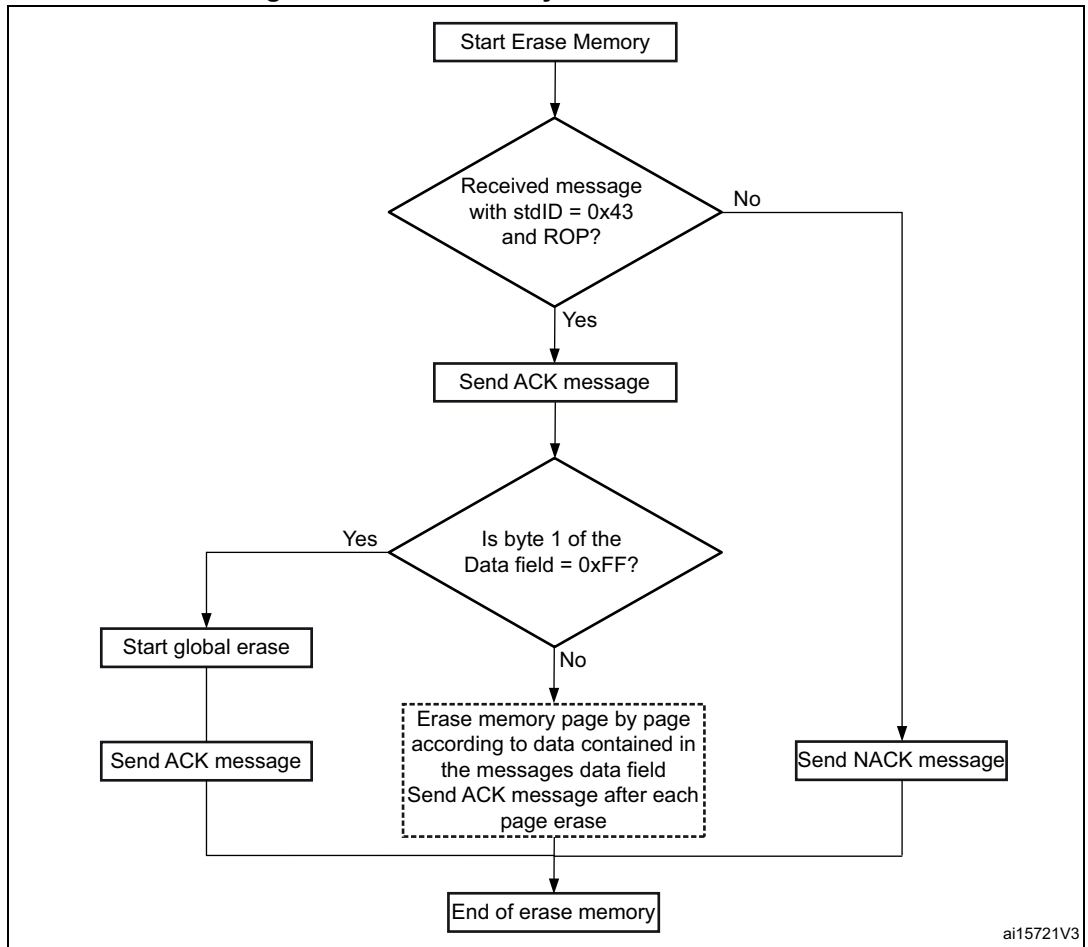 Start Erase Memory
Received message
with stdID = 0x43
and ROP?
No
Yes
Send ACK message
Yes
Is byte 1 of the
Data field = 0xFF?
Start global erase
No
Erase memory page by page
according to data contained in
the messages data field
Send ACK message after each
page erase
Send ACK message
Send NACK message
End of erase memory
ai15721V3